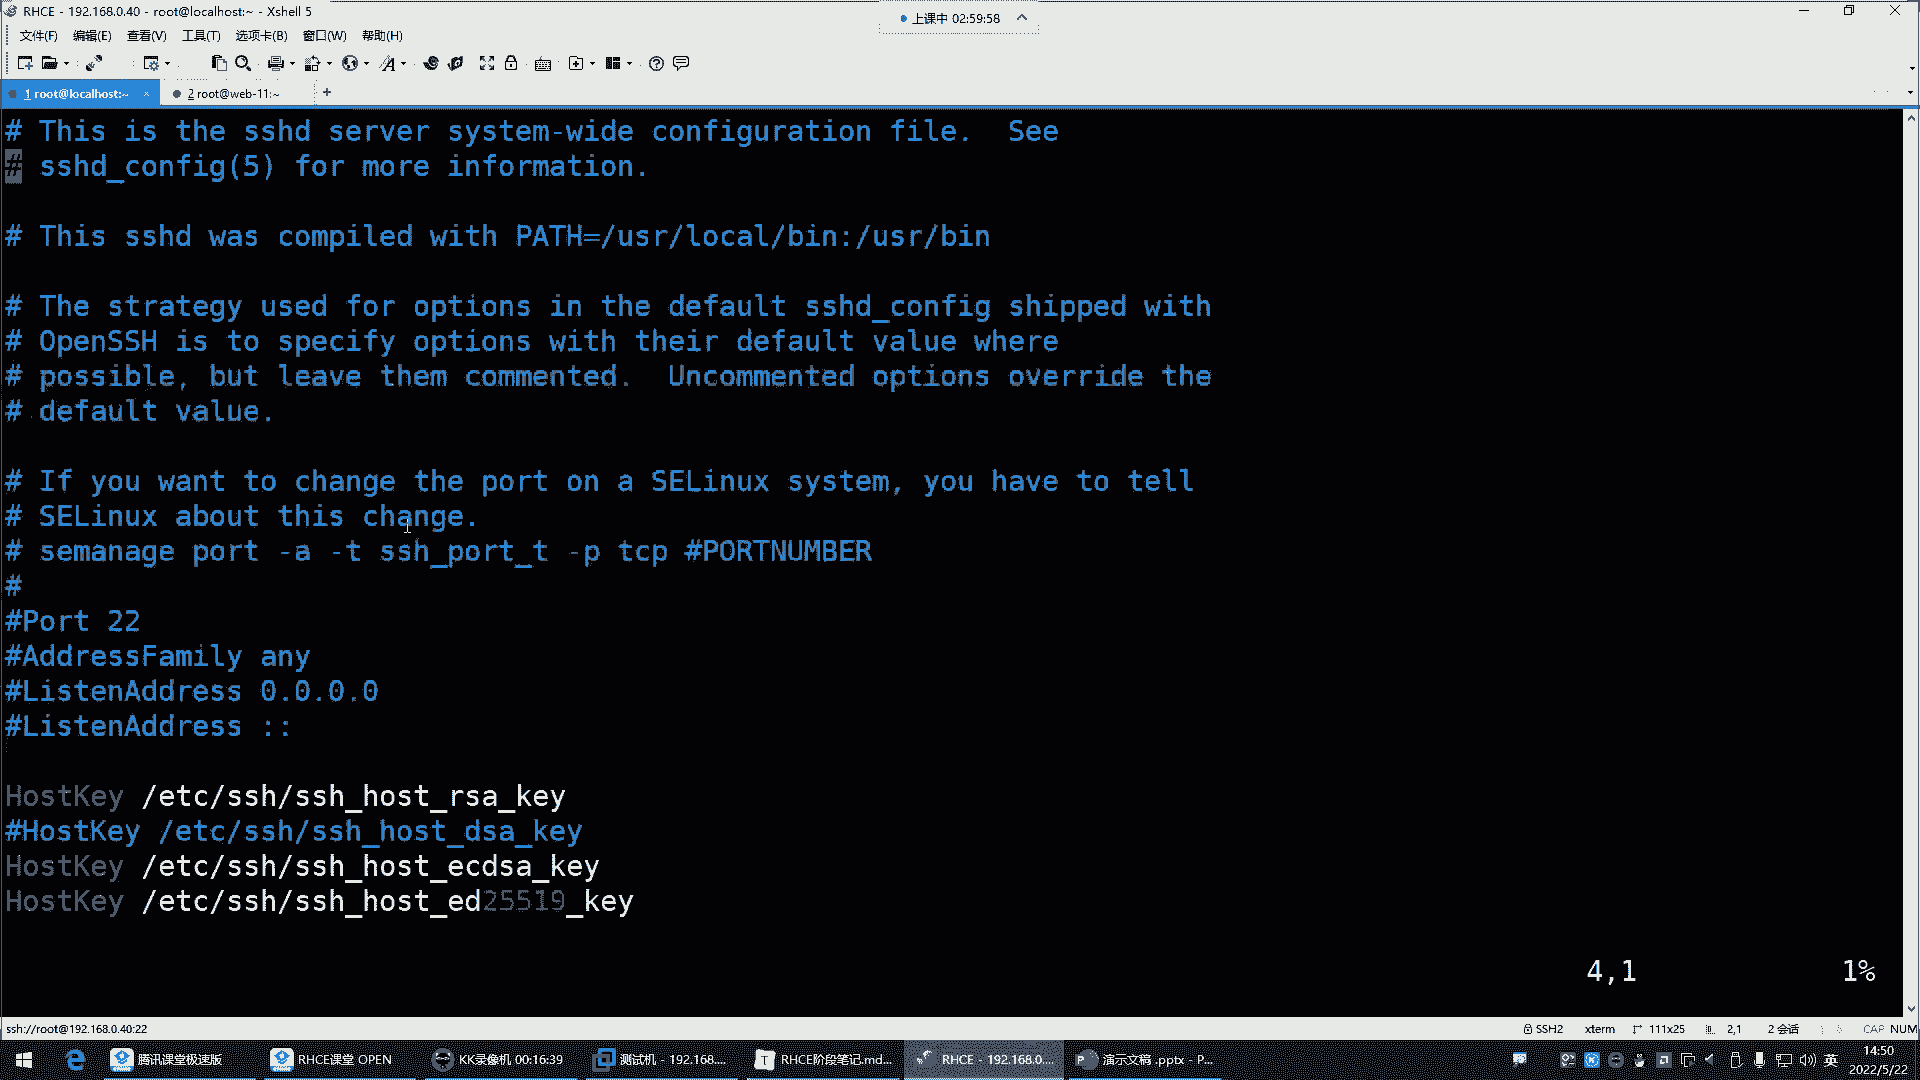 RHCE - 192.168.0.40 - root@localhost:~ - Xshell 5
上课中 02:59:58
文件(F) 编辑(E) 查看(V) 工具(T) 选项卡(B) 窗口(W) 帮助(H)
1 root@localhost:~ × 2 root@web-11:~ +
# This is the sshd server system-wide configuration file.  See
# sshd_config(5) for more information.
# This sshd was compiled with PATH=/usr/local/bin:/usr/bin
# The strategy used for options in the default sshd_config shipped with
# OpenSSH is to specify options with their default value where
# possible, but leave them commented.  Uncommented options override the
# default value.
# If you want to change the port on a SELinux system, you have to tell
# SELinux about this change.
# semanage port -a -t ssh_port_t -p tcp #PORTNUMBER
#
#Port 22
#AddressFamily any
#ListenAddress 0.0.0.0
#ListenAddress ::
HostKey /etc/ssh/ssh_host_rsa_key
#HostKey /etc/ssh/ssh_host_dsa_key
HostKey /etc/ssh/ssh_host_ecdsa_key
HostKey /etc/ssh/ssh_host_ed25519_key
4,1 1%
ssh://root@192.168.0.40:22 SSH2 xterm 111x25 2,1 2 会话 CAP NUM
腾讯课堂极速版 RHCE课堂 OPEN KK录像机 00:16:39 测试机 - 192.168.... RHCE阶段笔记.md... RHCE - 192.168.0.... 演示文稿 .pptx - P... 英 14:50
2022/5/22